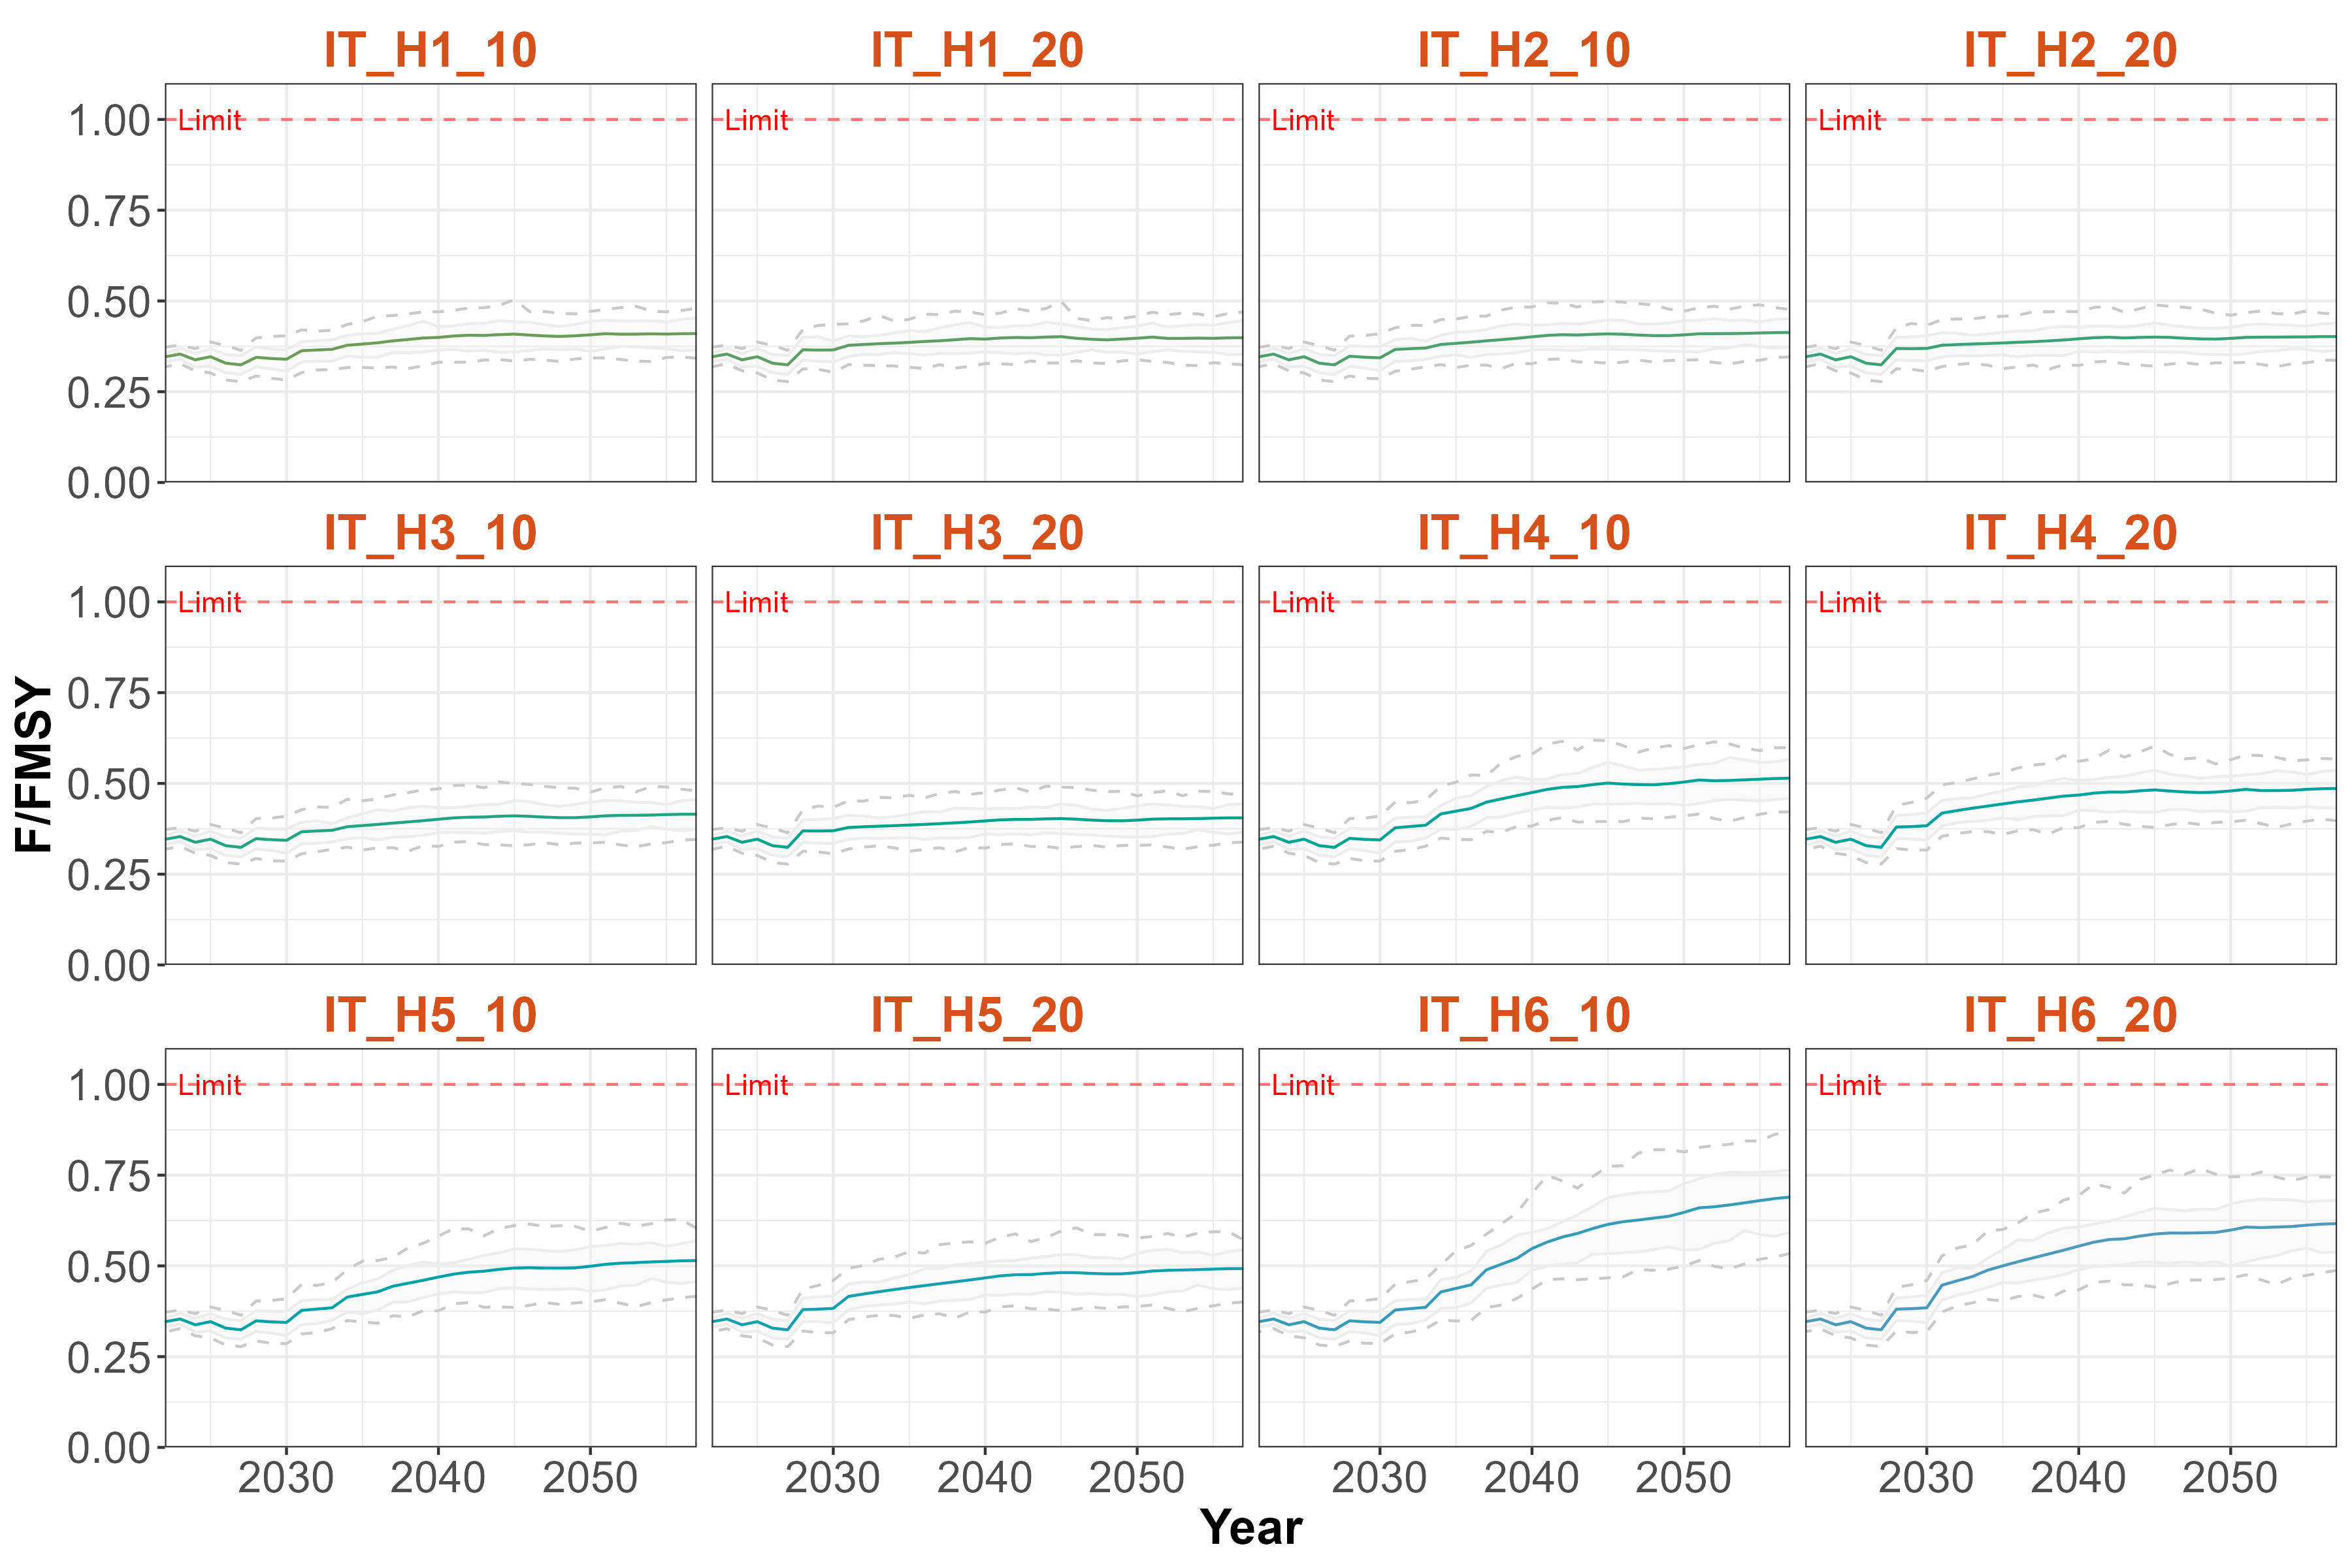 IT_H1_10 IT_H1_20 IT_H2_10 IT_H2_20
1.00 Limit Limit Limit Limit
0.75
0.50
0.25
0.00
IT_H3_10 IT_H3_20 IT_H4_10 IT_H4_20
1.00 Limit Limit Limit Limit
0.75
0.50
0.25
0.00
F/FMSY
IT_H5_10 IT_H5_20 IT_H6_10 IT_H6_20
1.00 Limit Limit Limit Limit
0.75
0.50
0.25
0.00
2030 2040 2050 2030 2040 2050 2030 2040 2050 2030 2040 2050
Year